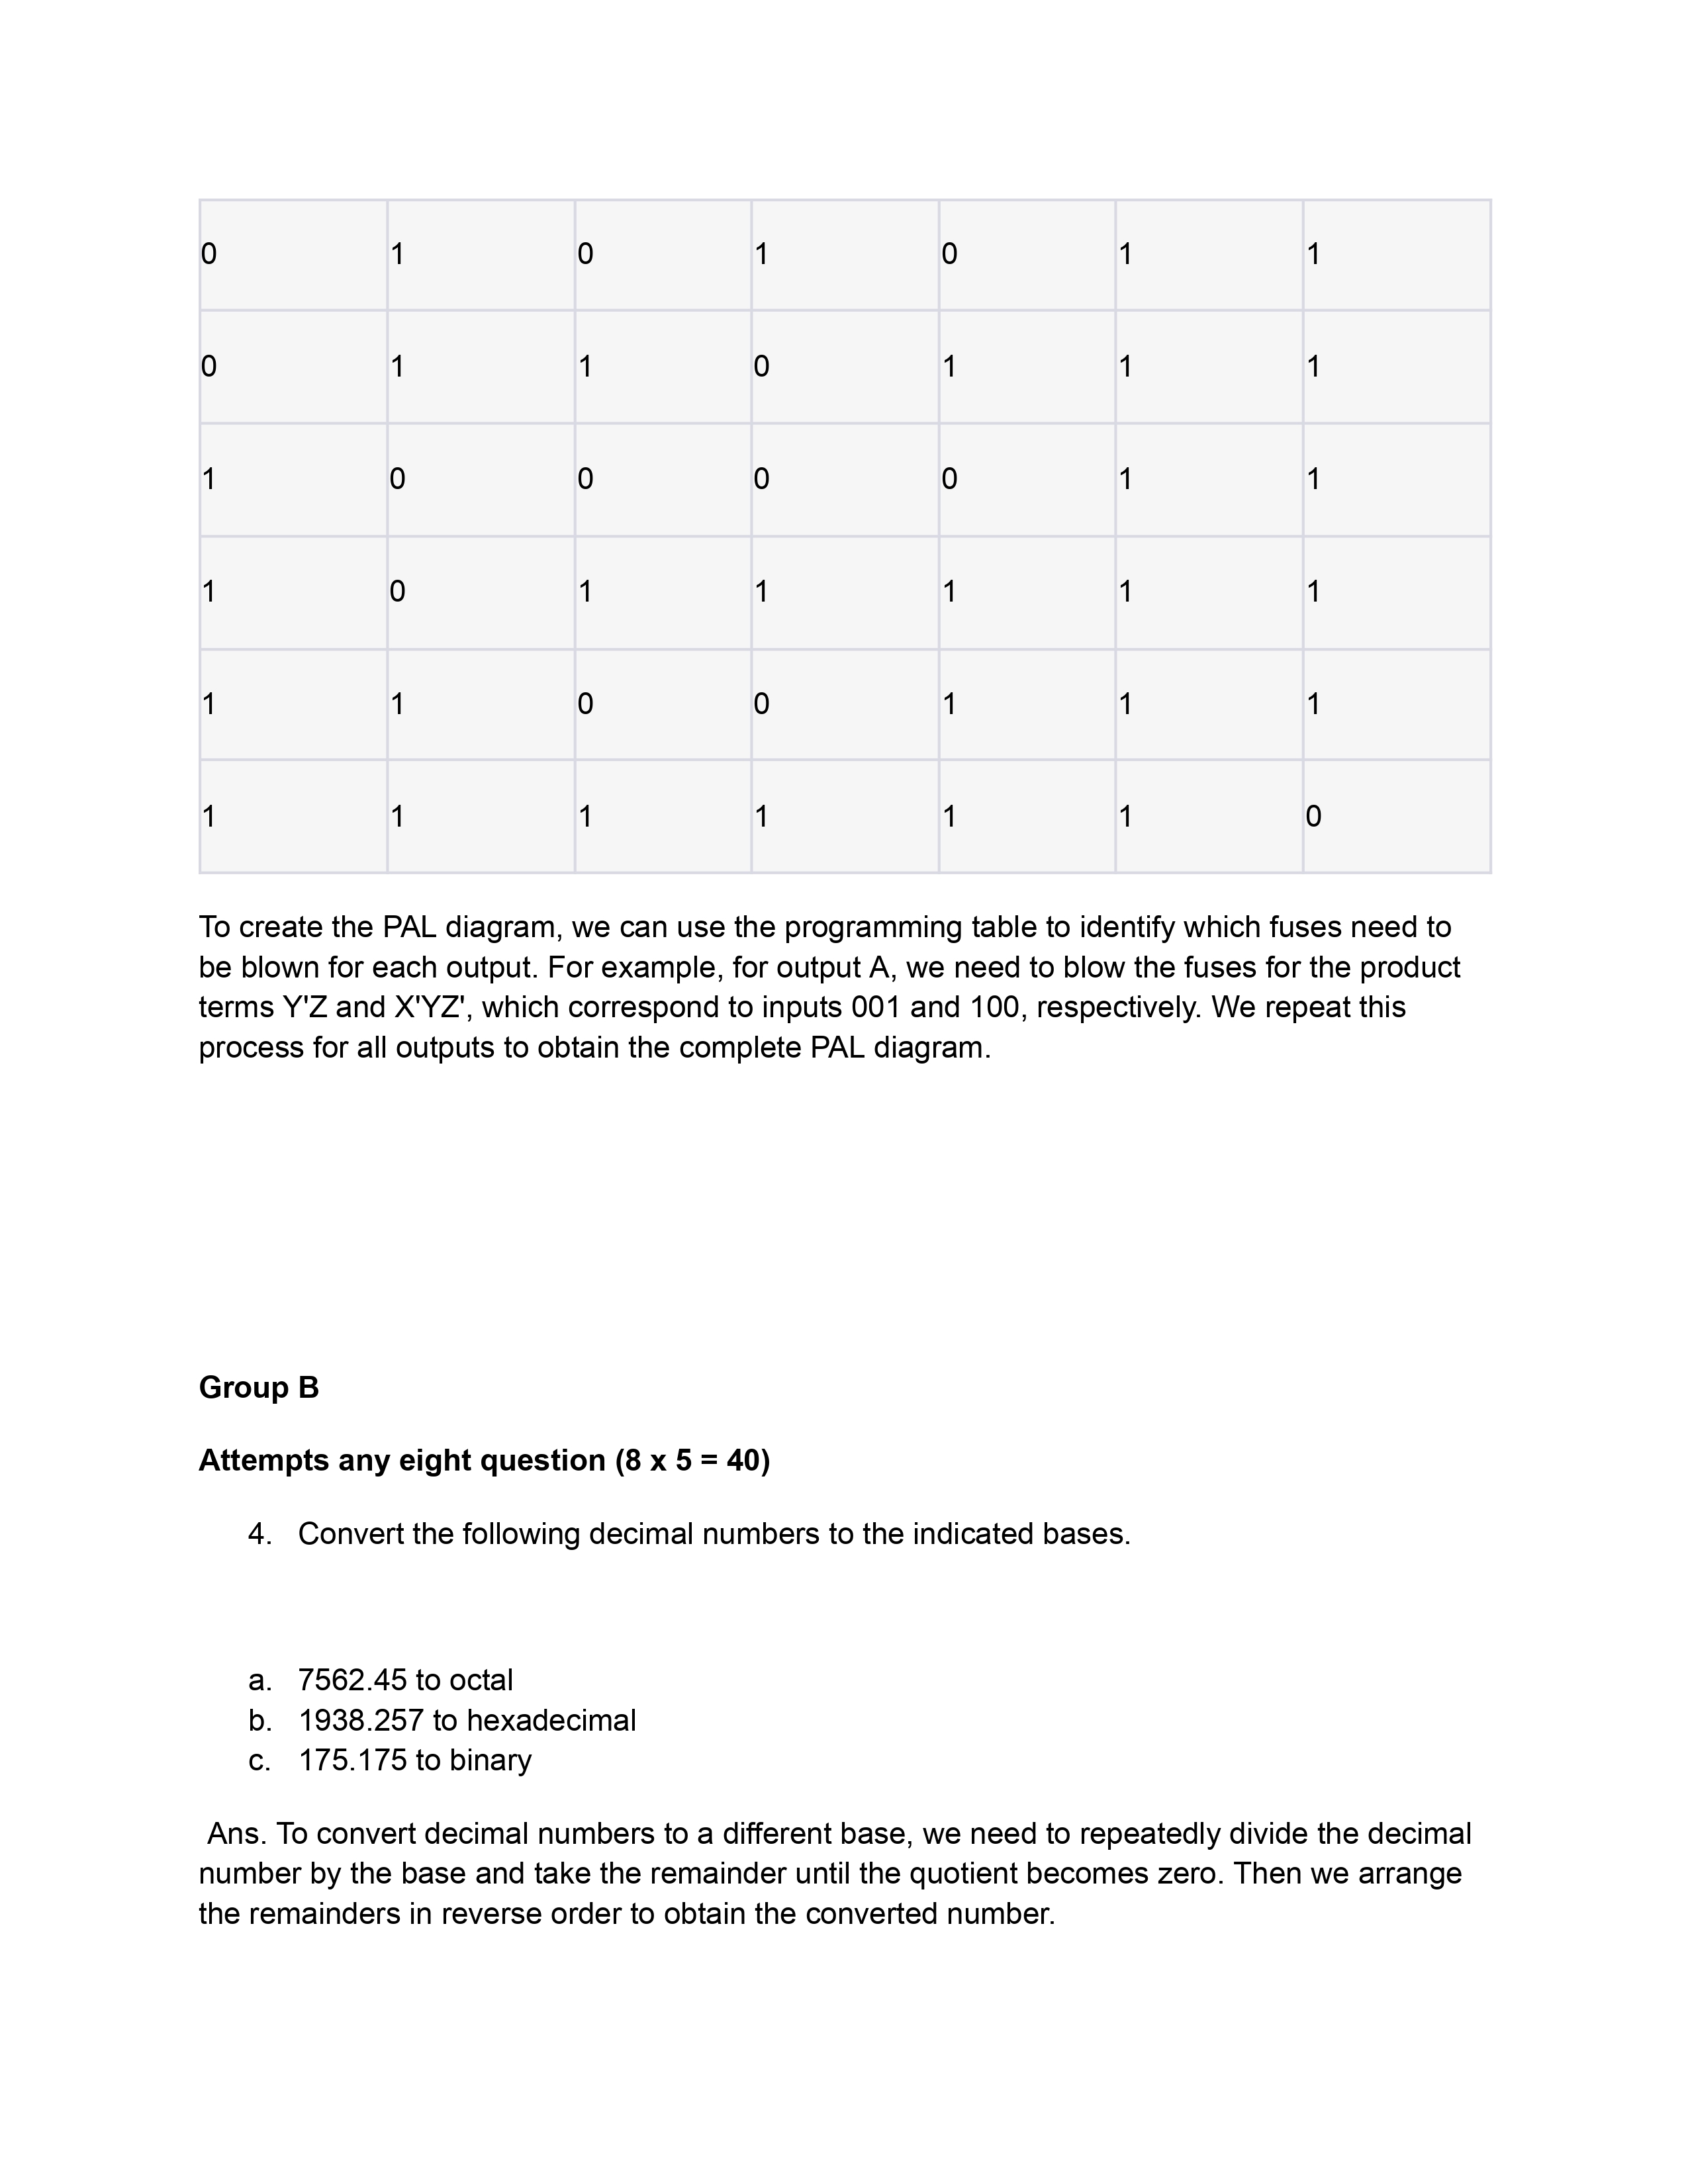 0 1 0 1 0 1 1
0 1 1 0 1 1 1
1 0 0 0 0 1 1
1 0 1 1 1 1 1
1 1 0 0 1 1 1
1 1 1 1 1 1 0
To create the PAL diagram, we can use the programming table to identify which fuses need to
be blown for each output. For example, for output A, we need to blow the fuses for the product
terms Y'Z and X'YZ', which correspond to inputs 001 and 100, respectively. We repeat this
process for all outputs to obtain the complete PAL diagram.
Group B
Attempts any eight question (8 x 5 = 40)
4. Convert the following decimal numbers to the indicated bases.
a. 7562.45 to octal
b. 1938.257 to hexadecimal
c. 175.175 to binary
Ans. To convert decimal numbers to a different base, we need to repeatedly divide the decimal
number by the base and take the remainder until the quotient becomes zero. Then we arrange
the remainders in reverse order to obtain the converted number.